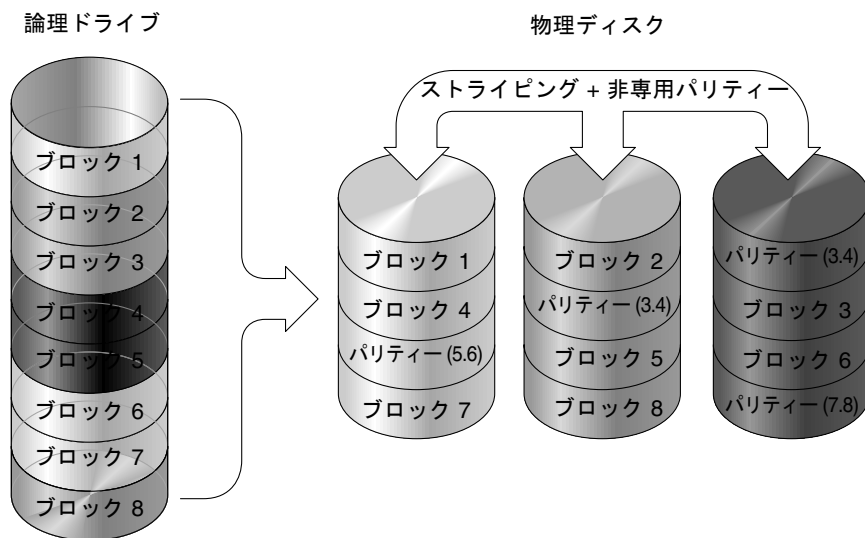 論理ドライブ
物理ディスク
ストライピング + 非専用パリティー
ブロック 1
ブロック 2
ブロック 3
ブロック 4
ブロック 5
ブロック 6
ブロック 7
ブロック 8
ブロック 1
ブロック 4
パリティー (5.6)
ブロック 7
ブロック 2
パリティー (3.4)
ブロック 5
ブロック 8
パリティー (3.4)
ブロック 3
ブロック 6
パリティー (7.8)